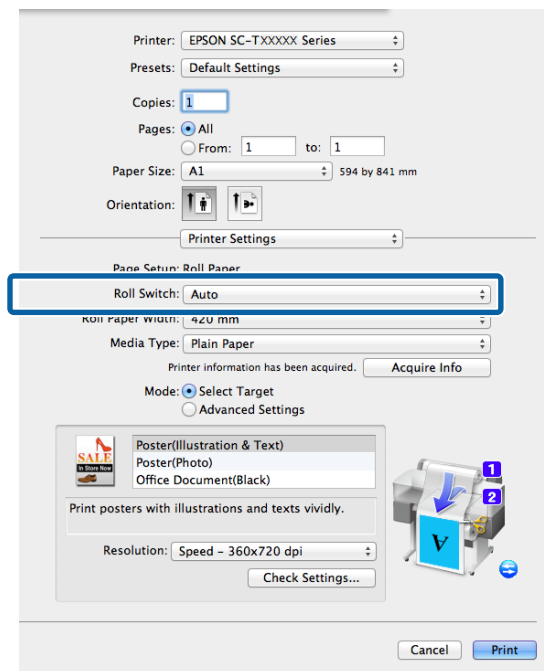 Printer: EPSON SC-TXXXXX Series
Presets: Default Settings
Copies: 1
Pages: All
From: 1 to: 1
Paper Size: A1 594 by 841 mm
Orientation:
Printer Settings
Page Setup: Roll Paper
Roll Switch: Auto
Roll Paper Width: 420 mm
Media Type: Plain Paper
Printer information has been acquired. Acquire Info
Mode: Select Target
Advanced Settings
SALE
In Store Now
Poster(Illustration & Text)
Poster(Photo)
Office Document(Black)
Print posters with illustrations and texts vividly.
1
2
A
Resolution: Speed - 360x720 dpi
Check Settings...
Cancel Print